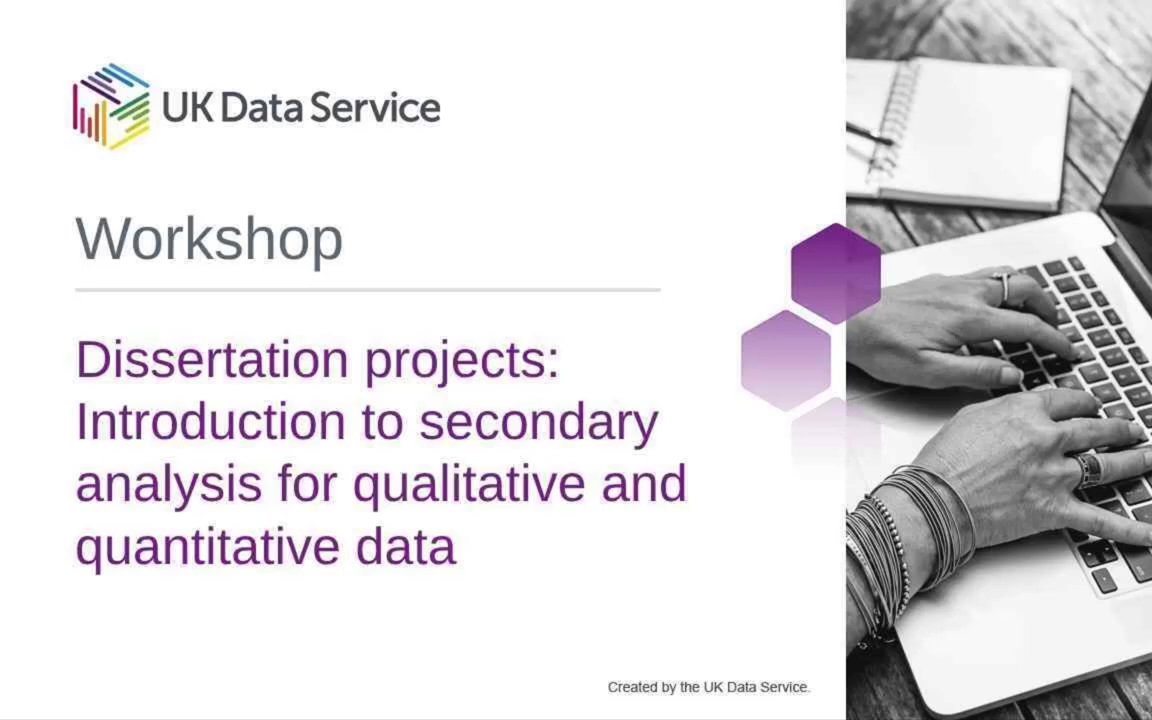 UK Data Service
Workshop
Dissertation projects:
Introduction to secondary
analysis for qualitative and
quantitative data
Created by the UK Data Service.